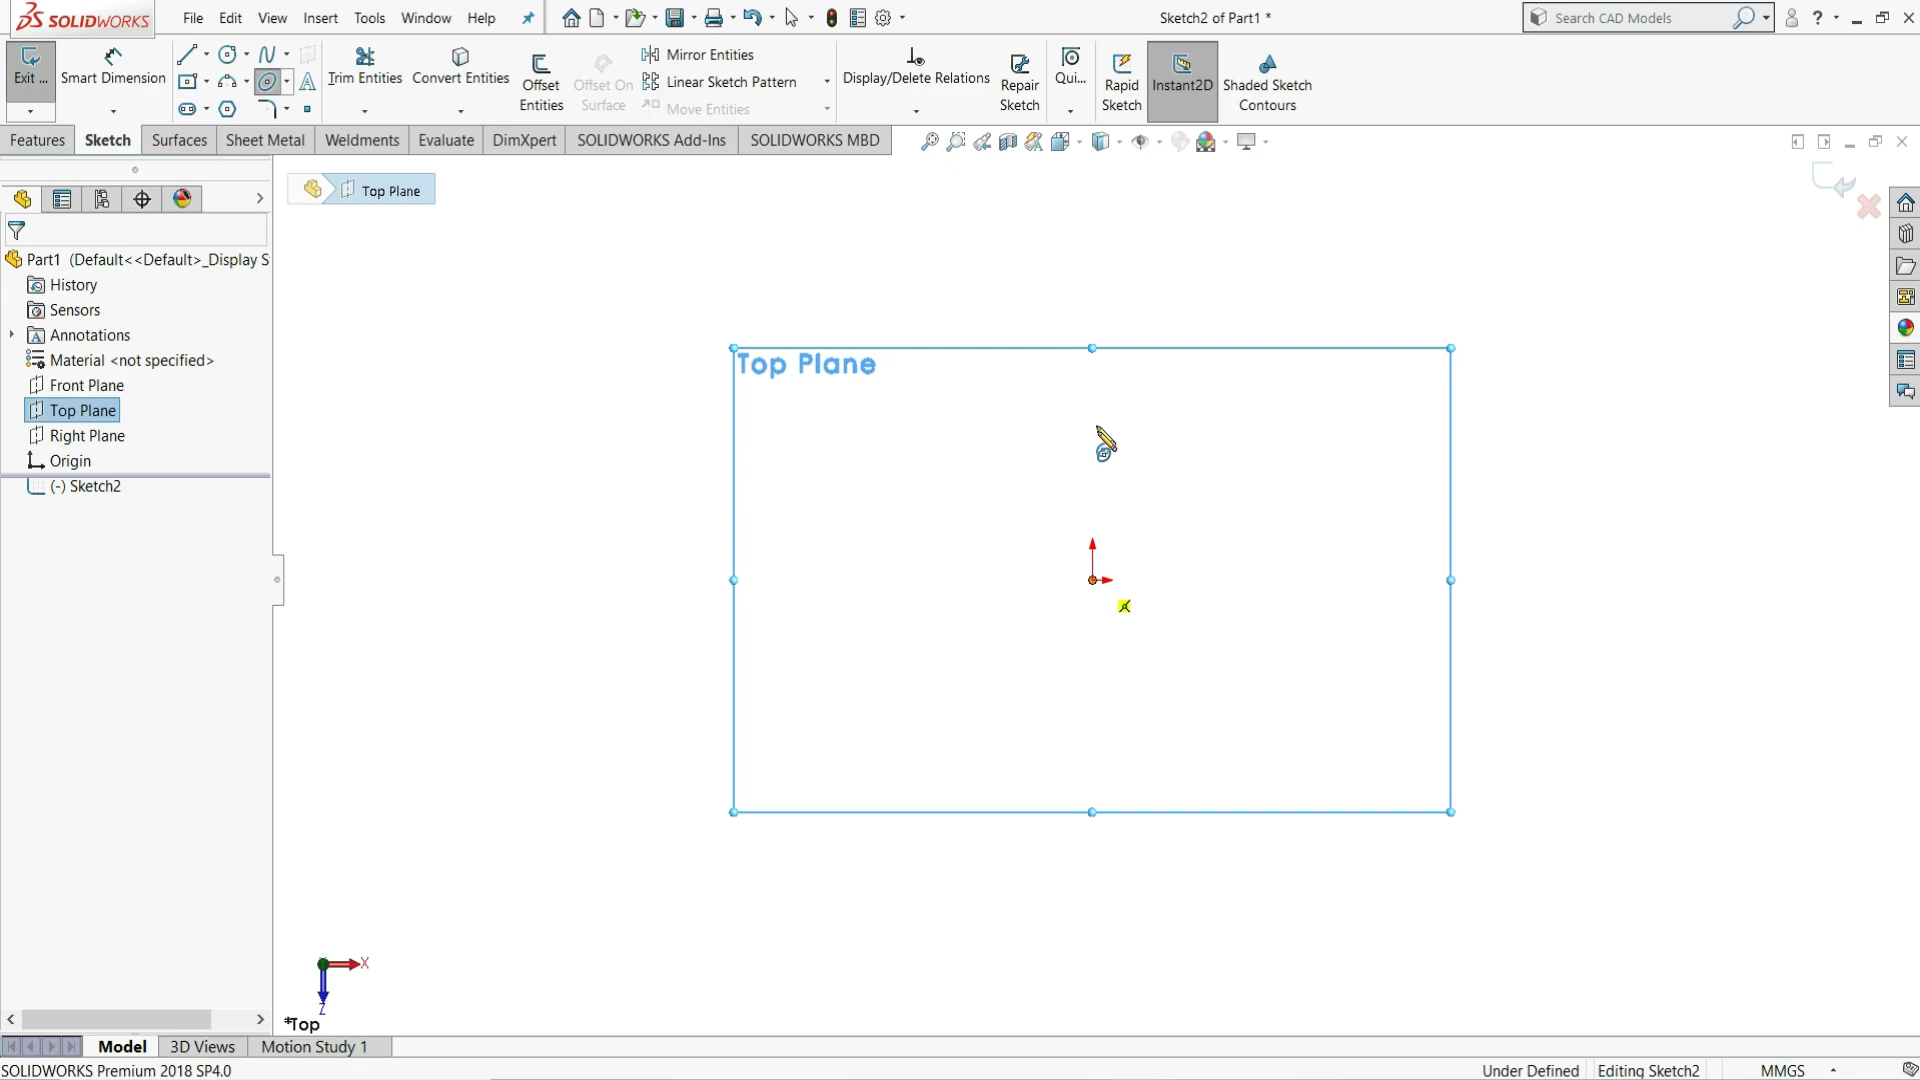 SOLIDWORKS File Edit View Insert Tools Window Help Sketch2 of Part1 * Search CAD Models ?
Exit ... Smart Dimension Trim Entities Convert Entities Offset Entities Offset On Surface Mirror Entities Linear Sketch Pattern Move Entities Display/Delete Relations Repair Sketch Qui... Rapid Sketch Instant2D Shaded Sketch Contours
Features Sketch Surfaces Sheet Metal Weldments Evaluate DimXpert SOLIDWORKS Add-Ins SOLIDWORKS MBD
Top Plane
Part1 (Default<<Default>_Display S
History
Sensors
Annotations
Material <not specified>
Front Plane
Top Plane
Right Plane
Origin
(-) Sketch2
Top Plane
X
Z
*Top
Model 3D Views Motion Study 1
SOLIDWORKS Premium 2018 SP4.0 Under Defined Editing Sketch2 MMGS